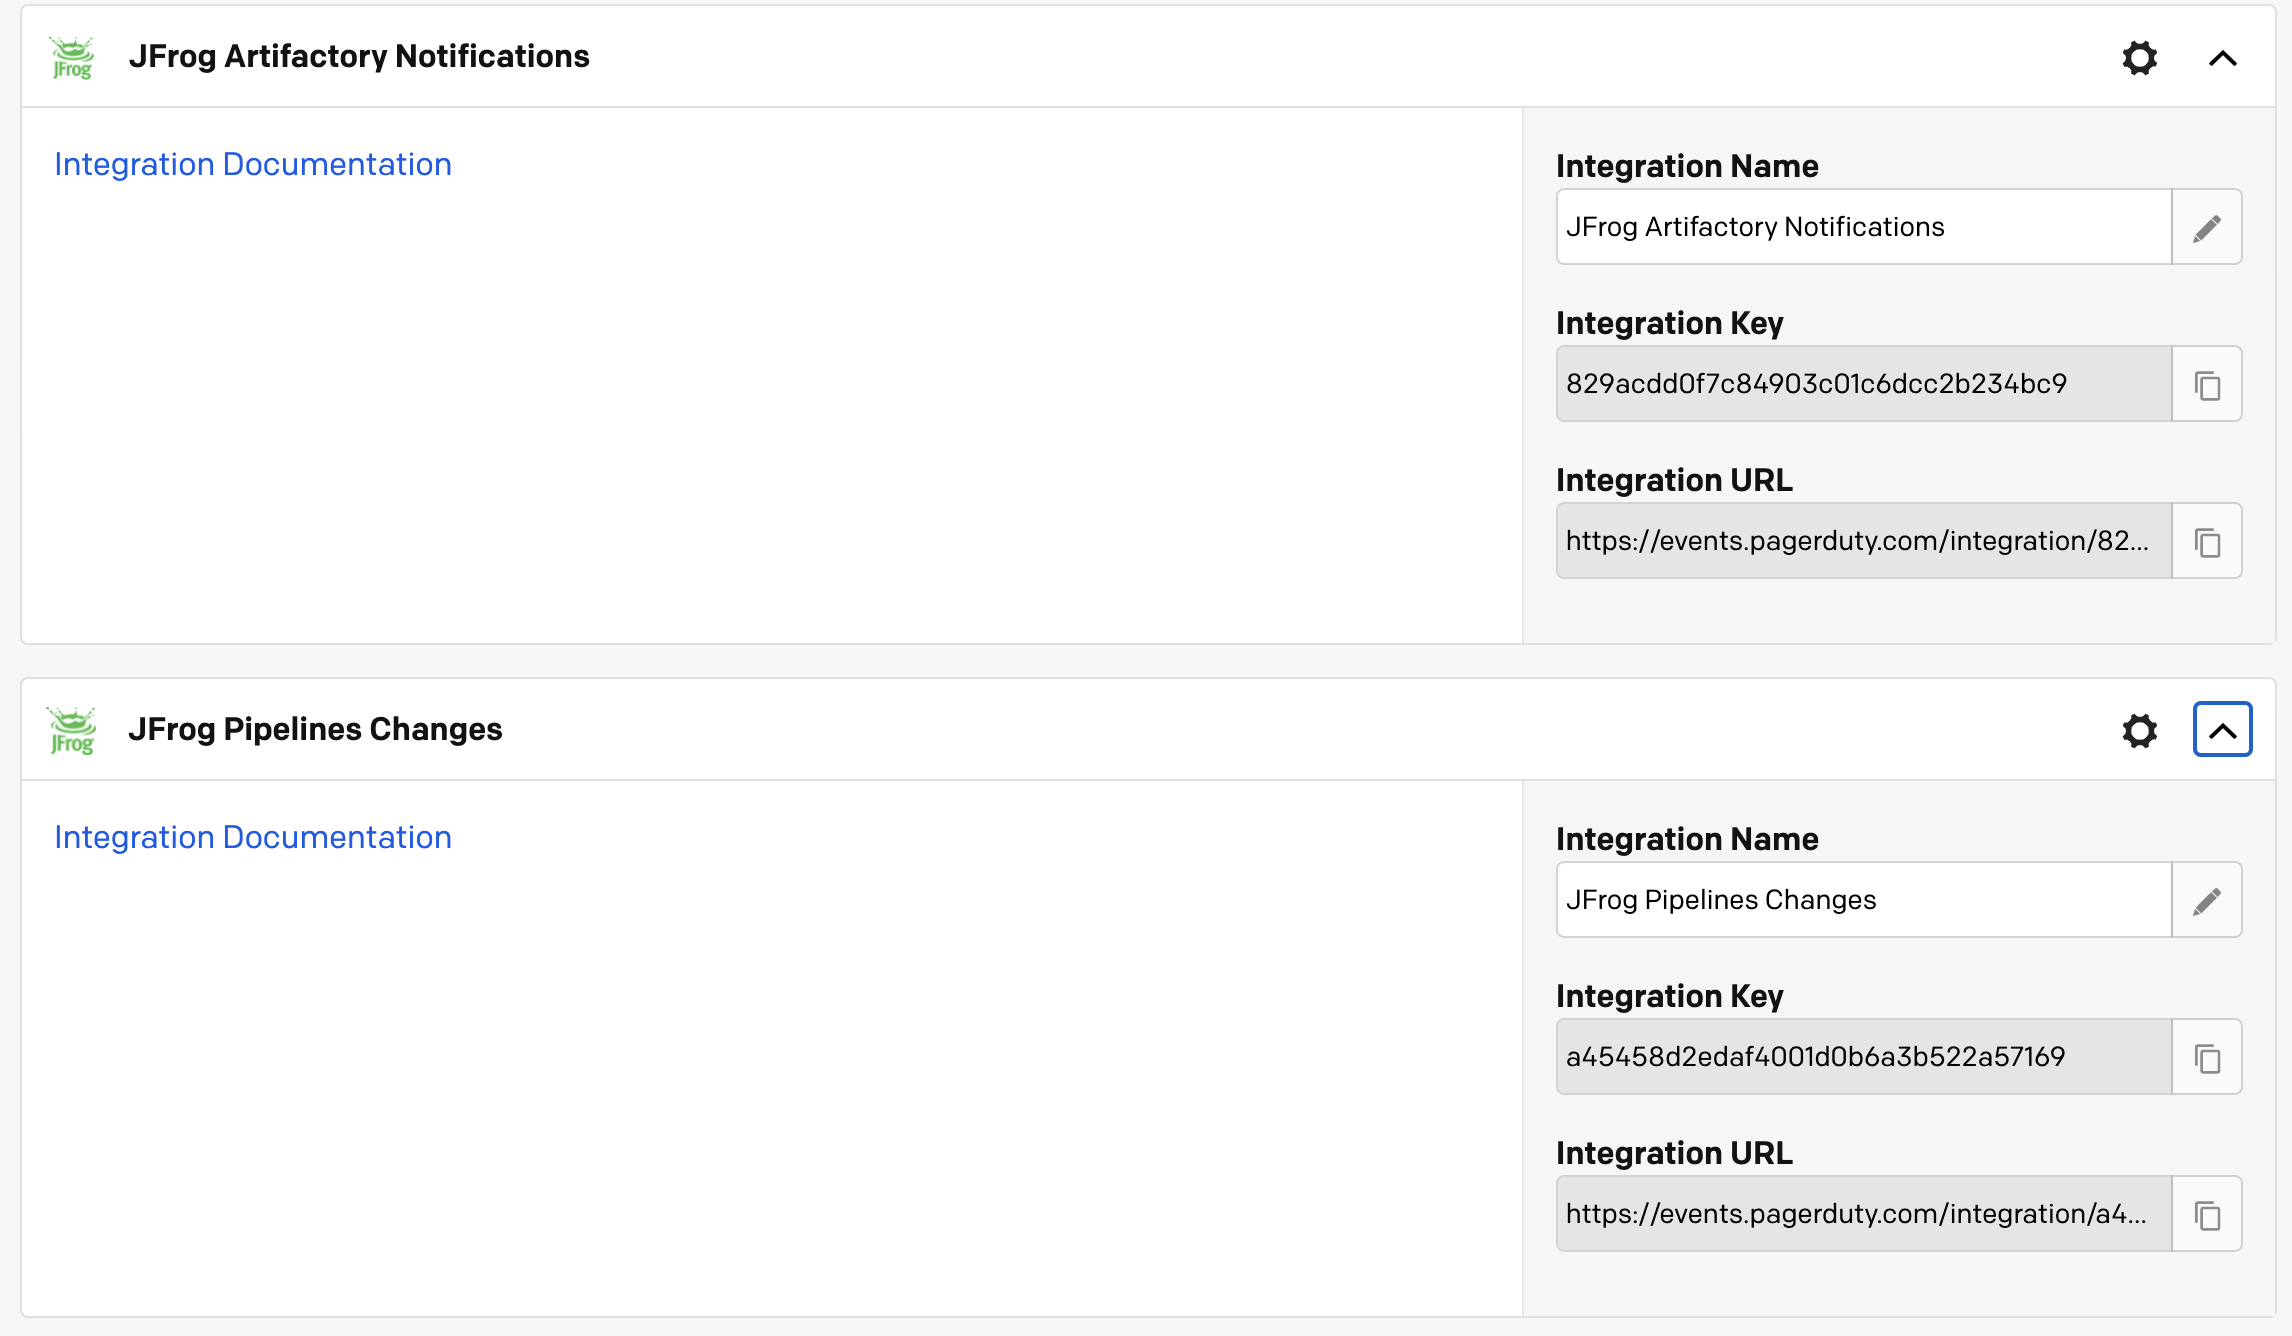 JFrog
JFrog Artifactory Notifications
Integration Documentation
Integration Name
JFrog Artifactory Notifications
Integration Key
829acdd0f7c84903c01c6dcc2b234bc9
Integration URL
https://events.pagerduty.com/integration/82...
JFrog
JFrog Pipelines Changes
Integration Documentation
Integration Name
JFrog Pipelines Changes
Integration Key
a45458d2edaf4001d0b6a3b522a57169
Integration URL
https://events.pagerduty.com/integration/a4...